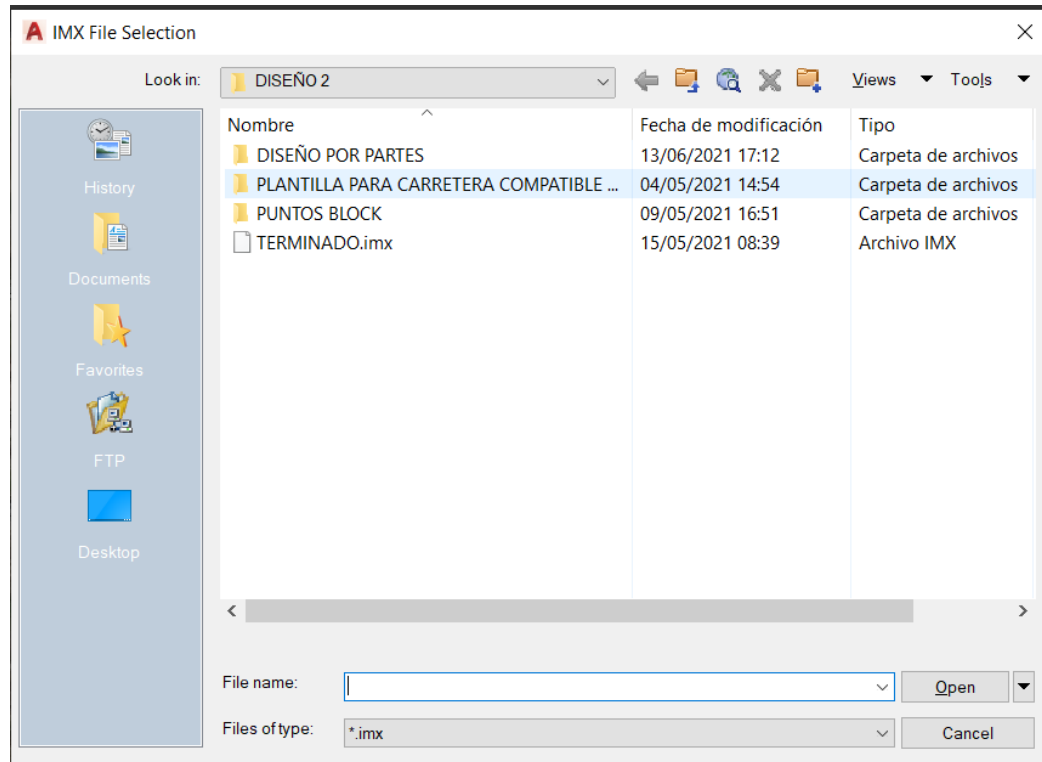 IMX File Selection
Look in: DISEÑO 2 Views Tools
Nombre Fecha de modificación Tipo
DISEÑO POR PARTES 13/06/2021 17:12 Carpeta de archivos
PLANTILLA PARA CARRETERA COMPATIBLE ... 04/05/2021 14:54 Carpeta de archivos
PUNTOS BLOCK 09/05/2021 16:51 Carpeta de archivos
TERMINADO.imx 15/05/2021 08:39 Archivo IMX
History
Documents
Favorites
FTP
Desktop
File name: Open
Files of type: *.imx Cancel